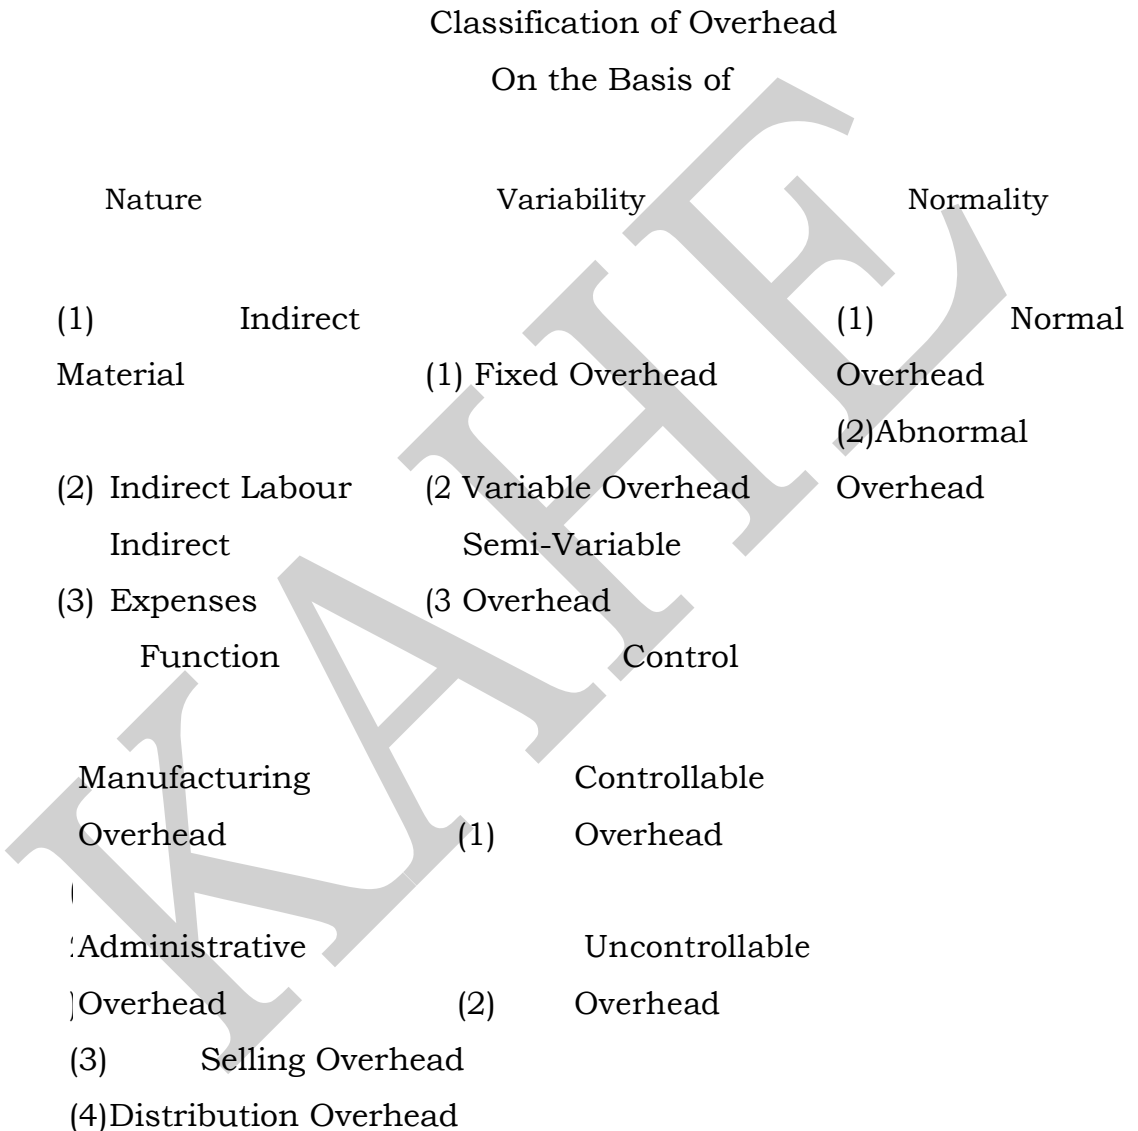 Classification of Overhead
On the Basis of
Nature Variability Normality
(1) Indirect (1) Normal
Material (1) Fixed Overhead Overhead
(2)Abnormal
(2) Indirect Labour (2 Variable Overhead Overhead
Indirect Semi-Variable
(3) Expenses (3 Overhead
Function Control
Manufacturing Controllable
Overhead (1) Overhead
(
Administrative Uncontrollable
)Overhead (2) Overhead
(3) Selling Overhead
(4)Distribution Overhead
KAHE